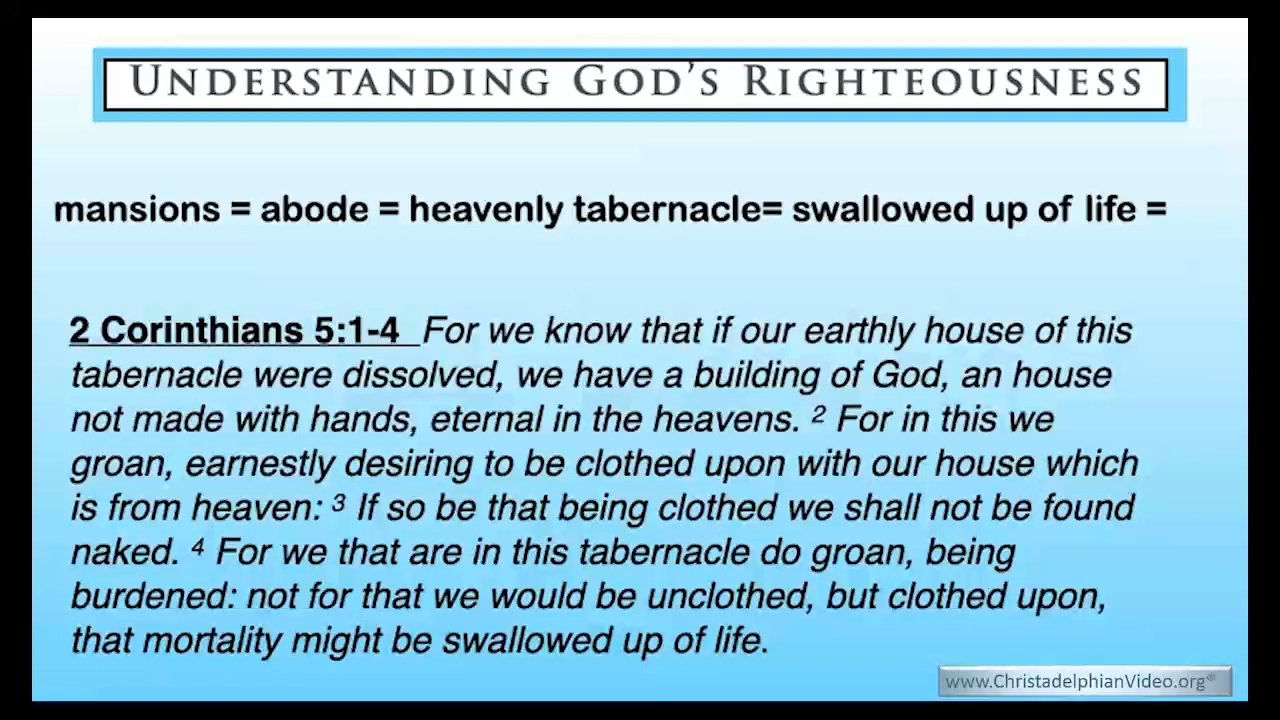 UNDERSTANDING GOD'S RIGHTEOUSNESS
mansions = abode = heavenly tabernacle= swallowed up of life =
2 Corinthians 5:1-4 For we know that if our earthly house of this
tabernacle were dissolved, we have a building of God, an house
not made with hands, eternal in the heavens. 2 For in this we
groan, earnestly desiring to be clothed upon with our house which
is from heaven: 3 If so be that being clothed we shall not be found
naked. 4 For we that are in this tabernacle do groan, being
burdened: not for that we would be unclothed, but clothed upon,
that mortality might be swallowed up of life.
www.ChristadelphianVideo.org®